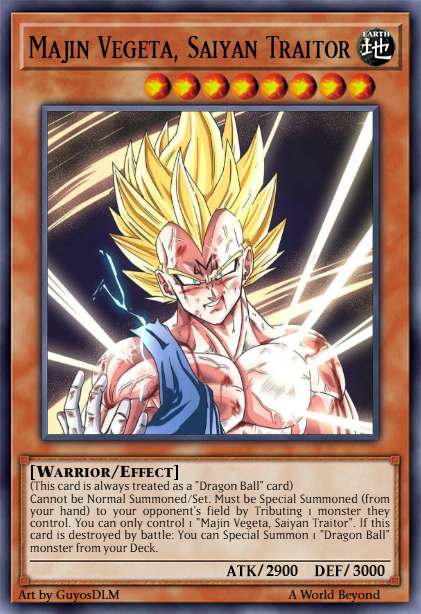 Majin Vegeta, Saiyan Traitor
EARTH
地
M
[Warrior/Effect]
(This card is always treated as a "Dragon Ball" card)
Cannot be Normal Summoned/Set. Must be Special Summoned (from
your hand) to your opponent's field by Tributing 1 monster they
control. You can only control 1 "Majin Vegeta, Saiyan Traitor". If this
card is destroyed by battle: You can Special Summon 1 "Dragon Ball"
monster from your Deck.
ATK/2900 DEF/3000
Art by GuyosDLM A World Beyond